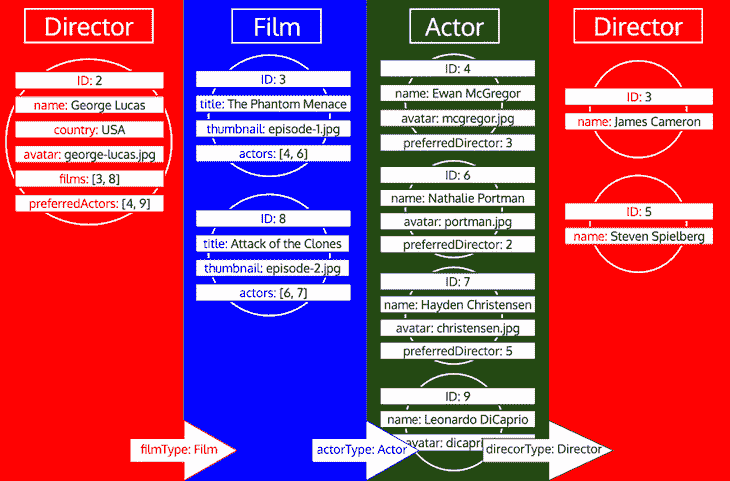 Director
ID: 2
name: George Lucas
country: USA
avatar: george-lucas.jpg
films: [3, 8]
preferredActors: [4, 9]
filmType: Film
Film
ID: 3
title: The Phantom Menace
thumbnail: episode-1.jpg
actors: [4, 6]
ID: 8
title: Attack of the Clones
thumbnail: episode-2.jpg
actors: [6, 7]
actorType: Actor
Actor
ID: 4
name: Ewan McGregor
avatar: mcgregor.jpg
preferredDirector: 3
ID: 6
name: Nathalie Portman
avatar: portman.jpg
preferredDirector: 2
ID: 7
name: Hayden Christensen
avatar: christensen.jpg
preferredDirector: 5
ID: 9
name: Leonardo DiCaprio
avatar:
direcorType: Director
Director
ID: 3
name: James Cameron
ID: 5
name: Steven Spielberg